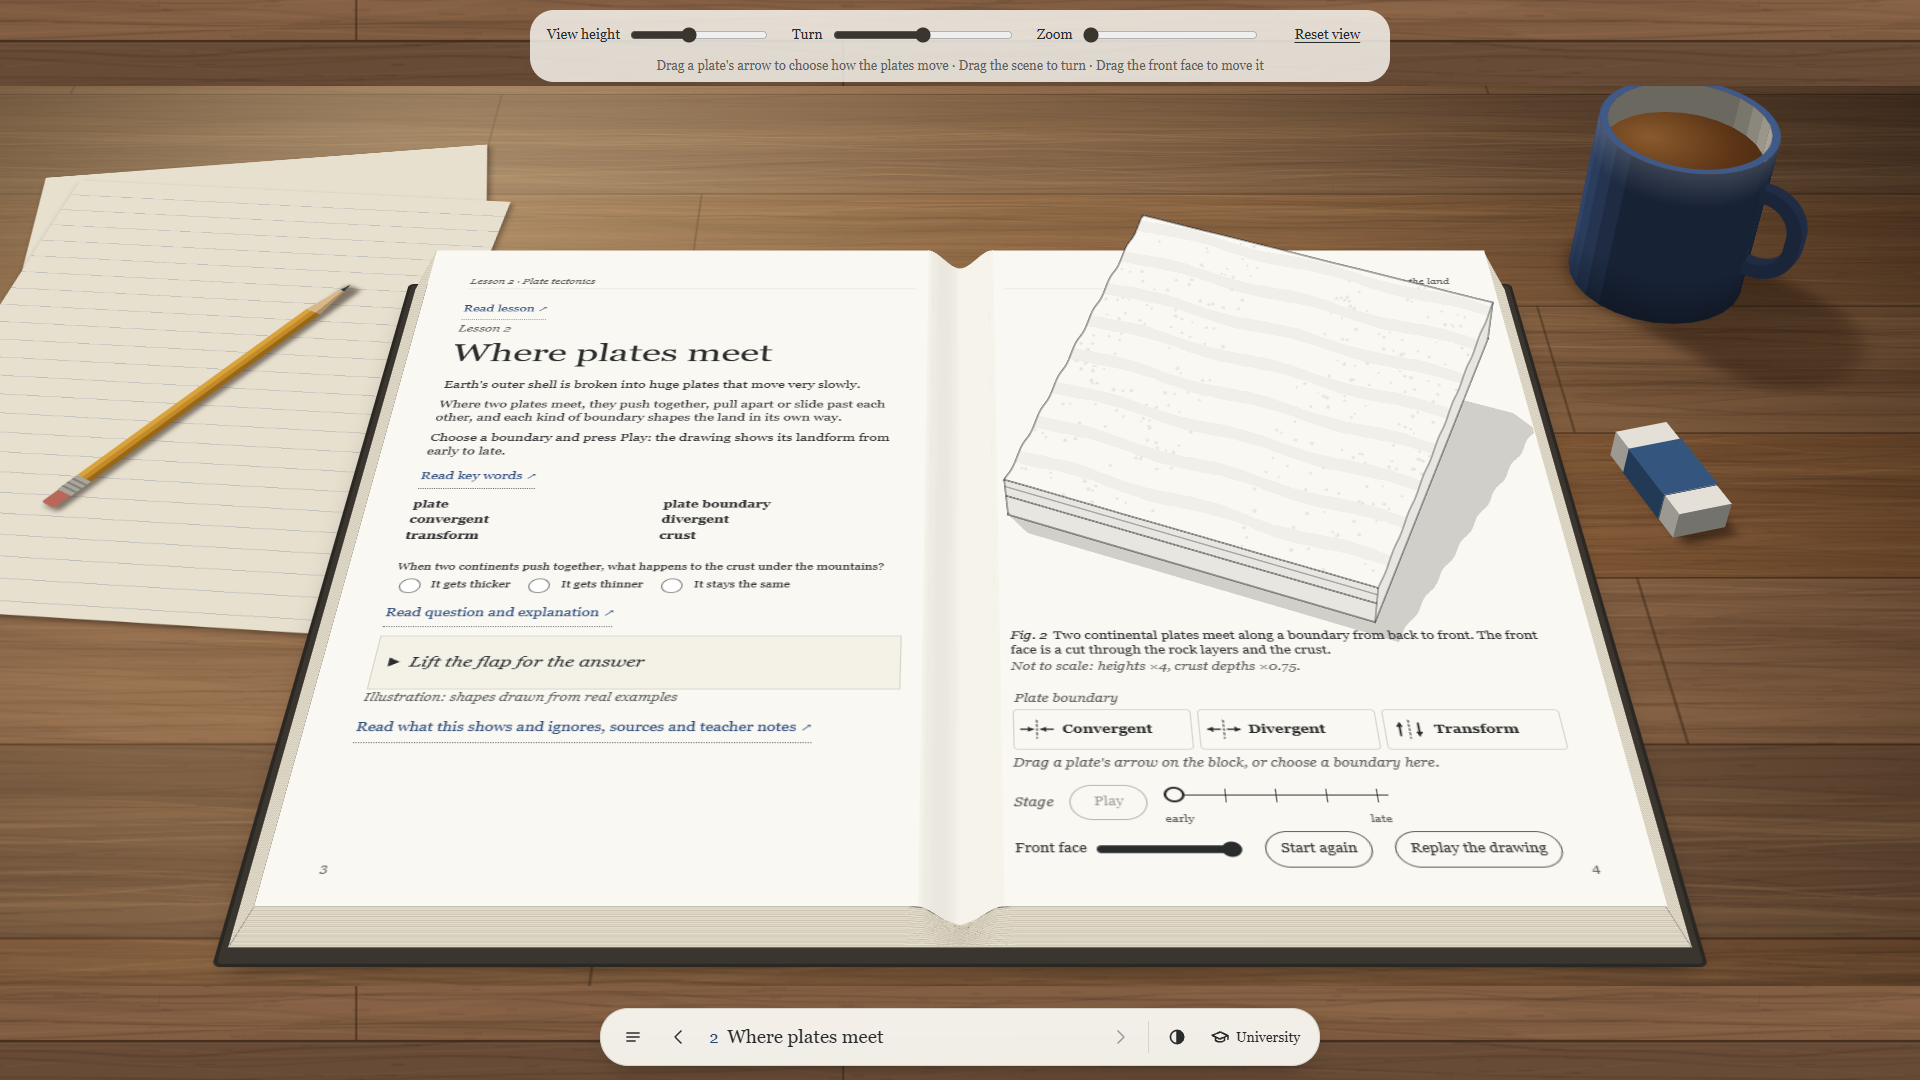 View height
Turn
Zoom
Reset view
Drag a plate's arrow to choose how the plates move · Drag the scene to turn · Drag the front face to move it
Lesson 2 · Plate tectonics
Read lesson ↗
Lesson 2
Where plates meet
Earth's outer shell is broken into huge plates that move very slowly.
Where two plates meet, they push together, pull apart or slide past each
other, and each kind of boundary shapes the land in its own way.
Choose a boundary and press Play: the drawing shows its landform from
early to late.
Read key words ↗
plate
plate boundary
convergent
divergent
transform
crust
When two continents push together, what happens to the crust under the mountains?
It gets thicker
It gets thinner
It stays the same
Read question and explanation ↗
► Lift the flap for the answer
Illustration: shapes drawn from real examples
Read what this shows and ignores, sources and teacher notes ↗
3
the land
Fig. 2 Two continental plates meet along a boundary from back to front. The front
face is a cut through the rock layers and the crust.
Not to scale: heights ×4, crust depths ×0.75.
Plate boundary
Convergent
Divergent
Transform
Drag a plate's arrow on the block, or choose a boundary here.
Stage
Play
early
late
Front face
Start again
Replay the drawing
4
2 Where plates meet
University